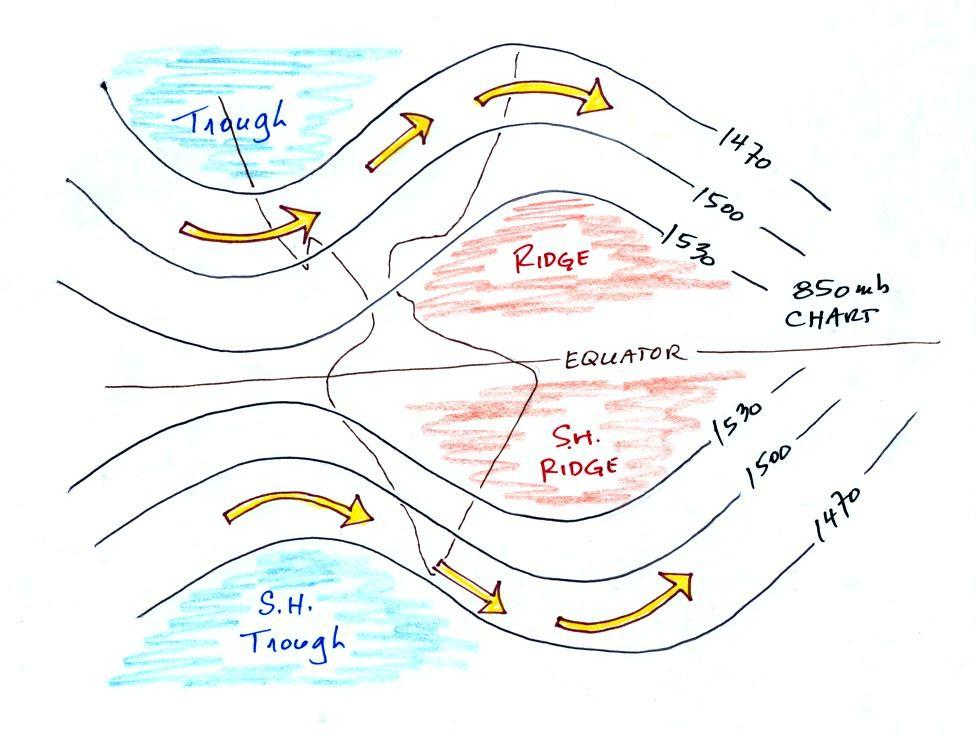 Trough
1470
1500
1530
RIDGE
850mb
CHART
EQUATOR
1530
S.H.
RIDGE
1500
1470
S.H.
Trough